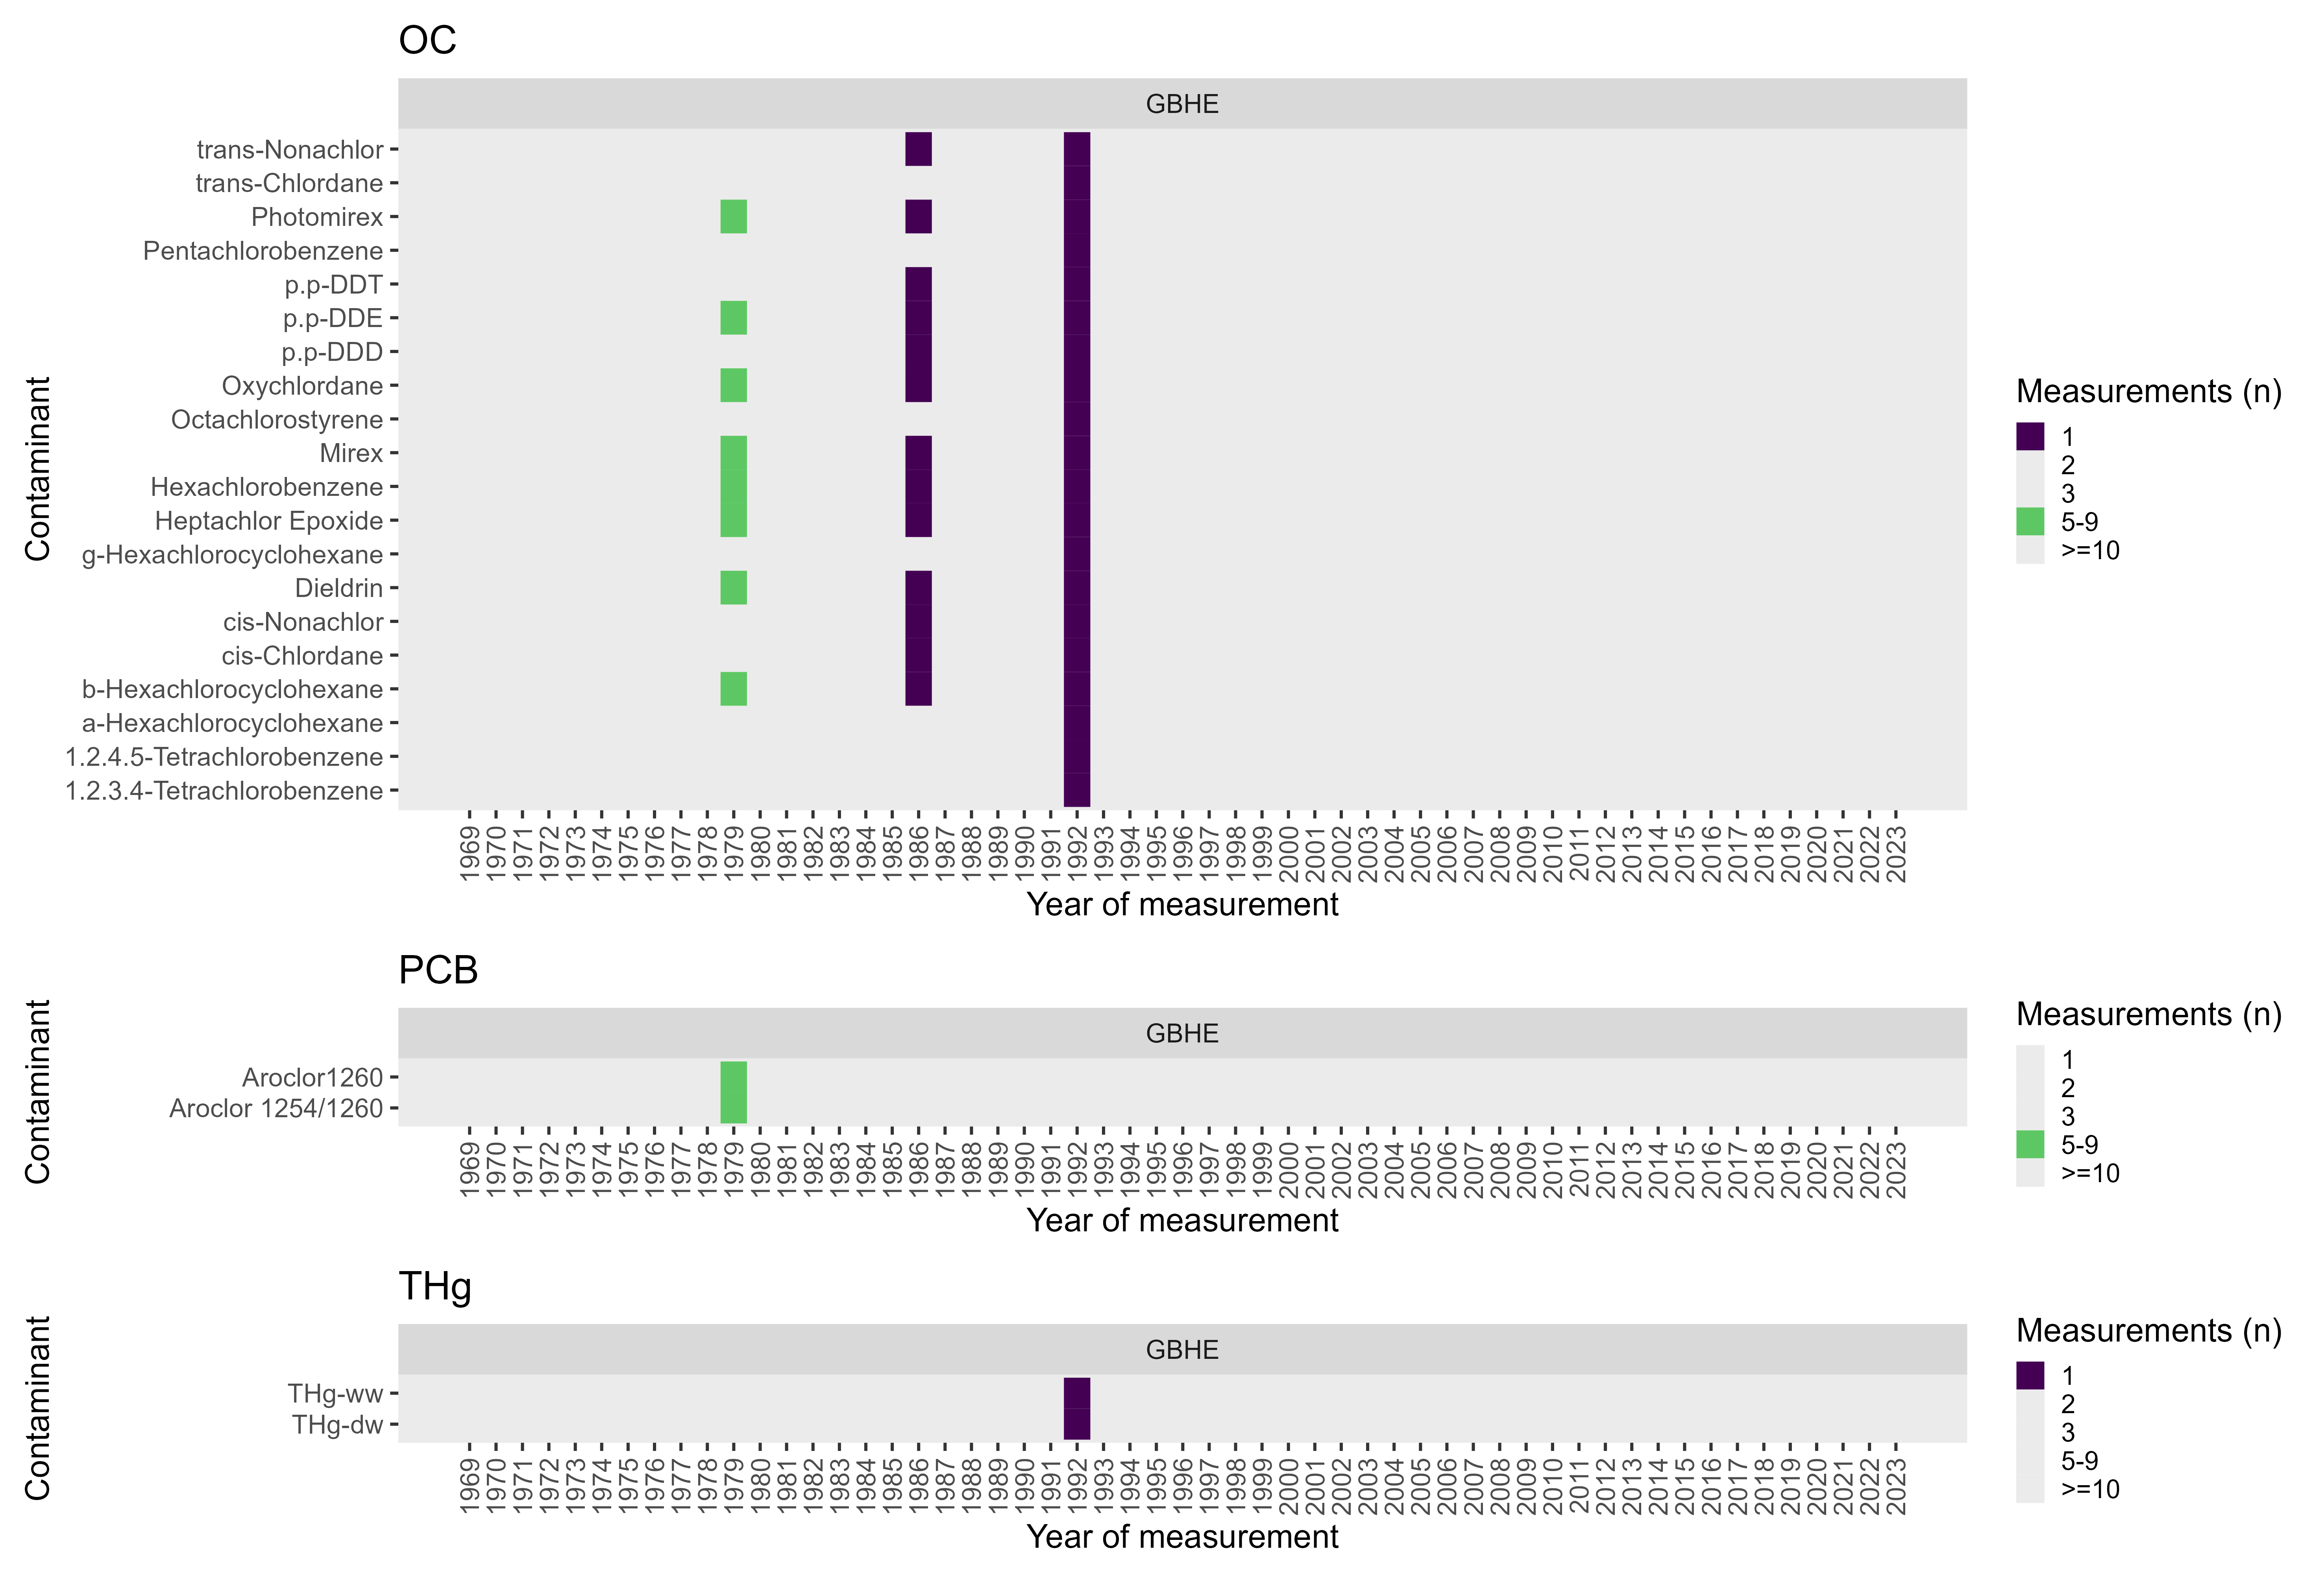 OC
GBHE
trans-Nonachlor
trans-Chlordane
Photomirex
Pentachlorobenzene
p.p-DDT
p.p-DDE
p.p-DDD
Oxychlordane
Octachlorostyrene
Mirex
Hexachlorobenzene
Heptachlor Epoxide
g-Hexachlorocyclohexane
Dieldrin
cis-Nonachlor
cis-Chlordane
b-Hexachlorocyclohexane
a-Hexachlorocyclohexane
1.2.4.5-Tetrachlorobenzene
1.2.3.4-Tetrachlorobenzene
Contaminant
1969 1970 1971 1972 1973 1974 1975 1976 1977 1978 1979 1980 1981 1982 1983 1984 1985 1986 1987 1988 1989 1990 1991 1992 1993 1994 1995 1996 1997 1998 1999 2000 2001 2002 2003 2004 2005 2006 2007 2008 2009 2010 2011 2012 2013 2014 2015 2016 2017 2018 2019 2020 2021 2022 2023
Year of measurement
Measurements (n)
1
2
3
5-9
>=10
PCB
GBHE
Aroclor1260
Aroclor 1254/1260
Contaminant
1969 1970 1971 1972 1973 1974 1975 1976 1977 1978 1979 1980 1981 1982 1983 1984 1985 1986 1987 1988 1989 1990 1991 1992 1993 1994 1995 1996 1997 1998 1999 2000 2001 2002 2003 2004 2005 2006 2007 2008 2009 2010 2011 2012 2013 2014 2015 2016 2017 2018 2019 2020 2021 2022 2023
Year of measurement
Measurements (n)
1
2
3
5-9
>=10
THg
GBHE
THg-ww
THg-dw
Contaminant
1969 1970 1971 1972 1973 1974 1975 1976 1977 1978 1979 1980 1981 1982 1983 1984 1985 1986 1987 1988 1989 1990 1991 1992 1993 1994 1995 1996 1997 1998 1999 2000 2001 2002 2003 2004 2005 2006 2007 2008 2009 2010 2011 2012 2013 2014 2015 2016 2017 2018 2019 2020 2021 2022 2023
Year of measurement
Measurements (n)
1
2
3
5-9
>=10